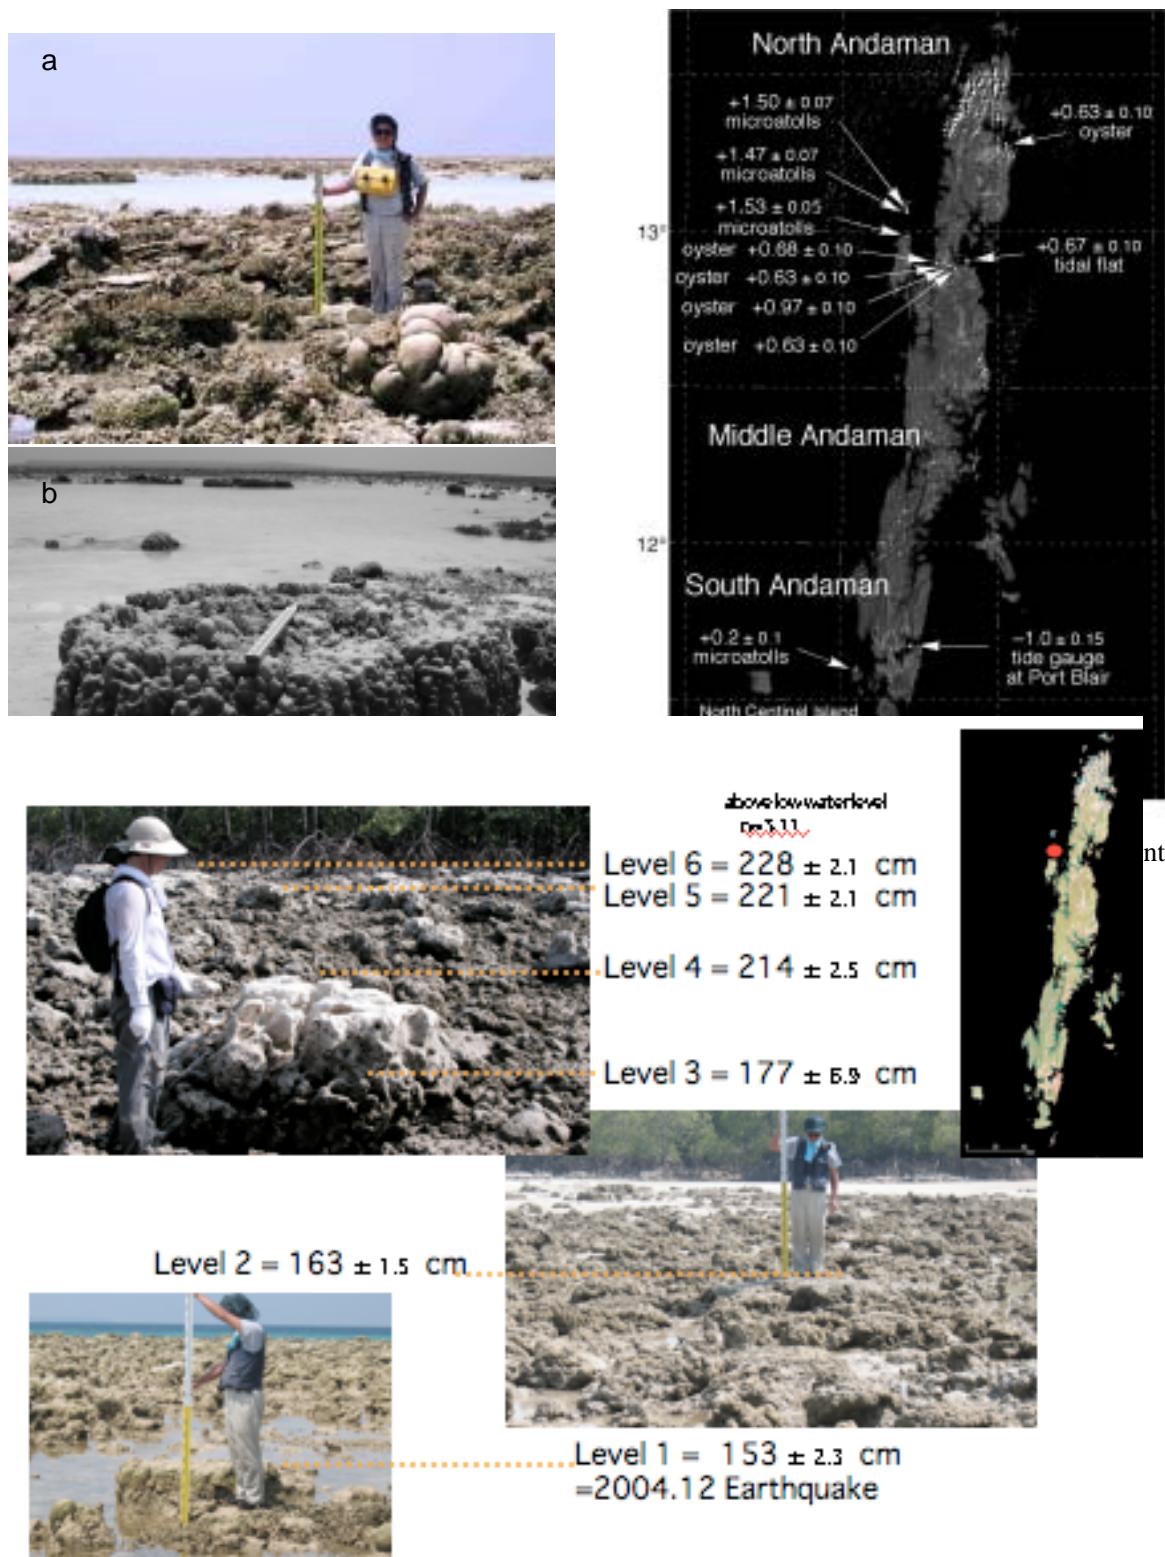 a
b
North Andaman
+1.50 ± 0.07
microatolls
+0.63 ± 0.10
oyster
+1.47 ± 0.07
microatolls
+1.53 ± 0.05
microatolls
13°
oyster +0.68 ± 0.10
+0.67 ± 0.10
tidal flat
oyster +0.63 ± 0.10
oyster +0.97 ± 0.10
oyster +0.63 ± 0.10
Middle Andaman
12°
South Andaman
+0.2 ± 0.1
microatolls
−1.0 ± 0.15
tide gauge
at Port Blair
North Centinel Island
above low water level
nt
Level 6 = 228 ± 2.1 cm
Level 5 = 221 ± 2.1 cm
Level 4 = 214 ± 2.5 cm
Level 3 = 177 ± 6.9 cm
Level 2 = 163 ± 1.5 cm
Level 1 = 153 ± 2.3 cm
=2004.12 Earthquake